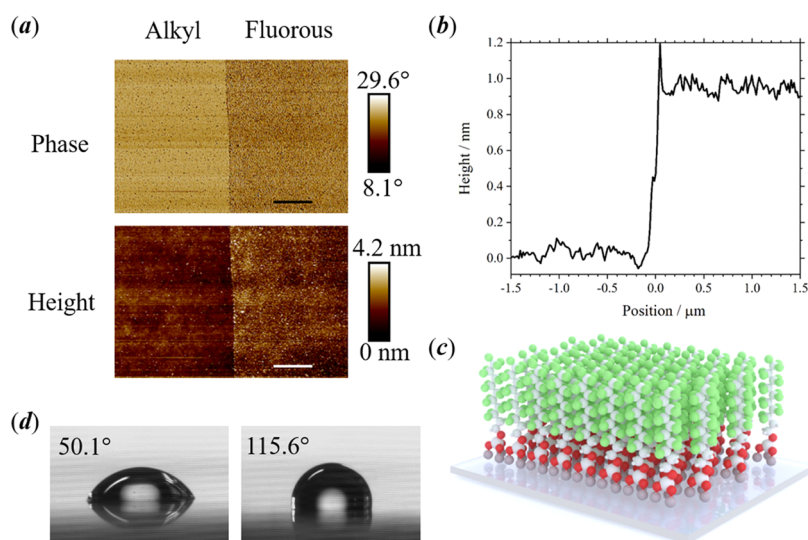 (a)
Alkyl Fluorous
Phase
29.6°
8.1°
Height
4.2 nm
0 nm
(b)
Height / nm
1.2
1.0
0.8
0.6
0.4
0.2
0.0
-1.5 -1.0 -0.5 0.0 0.5 1.0 1.5
Position / μm
(c)
(d)
50.1°
115.6°